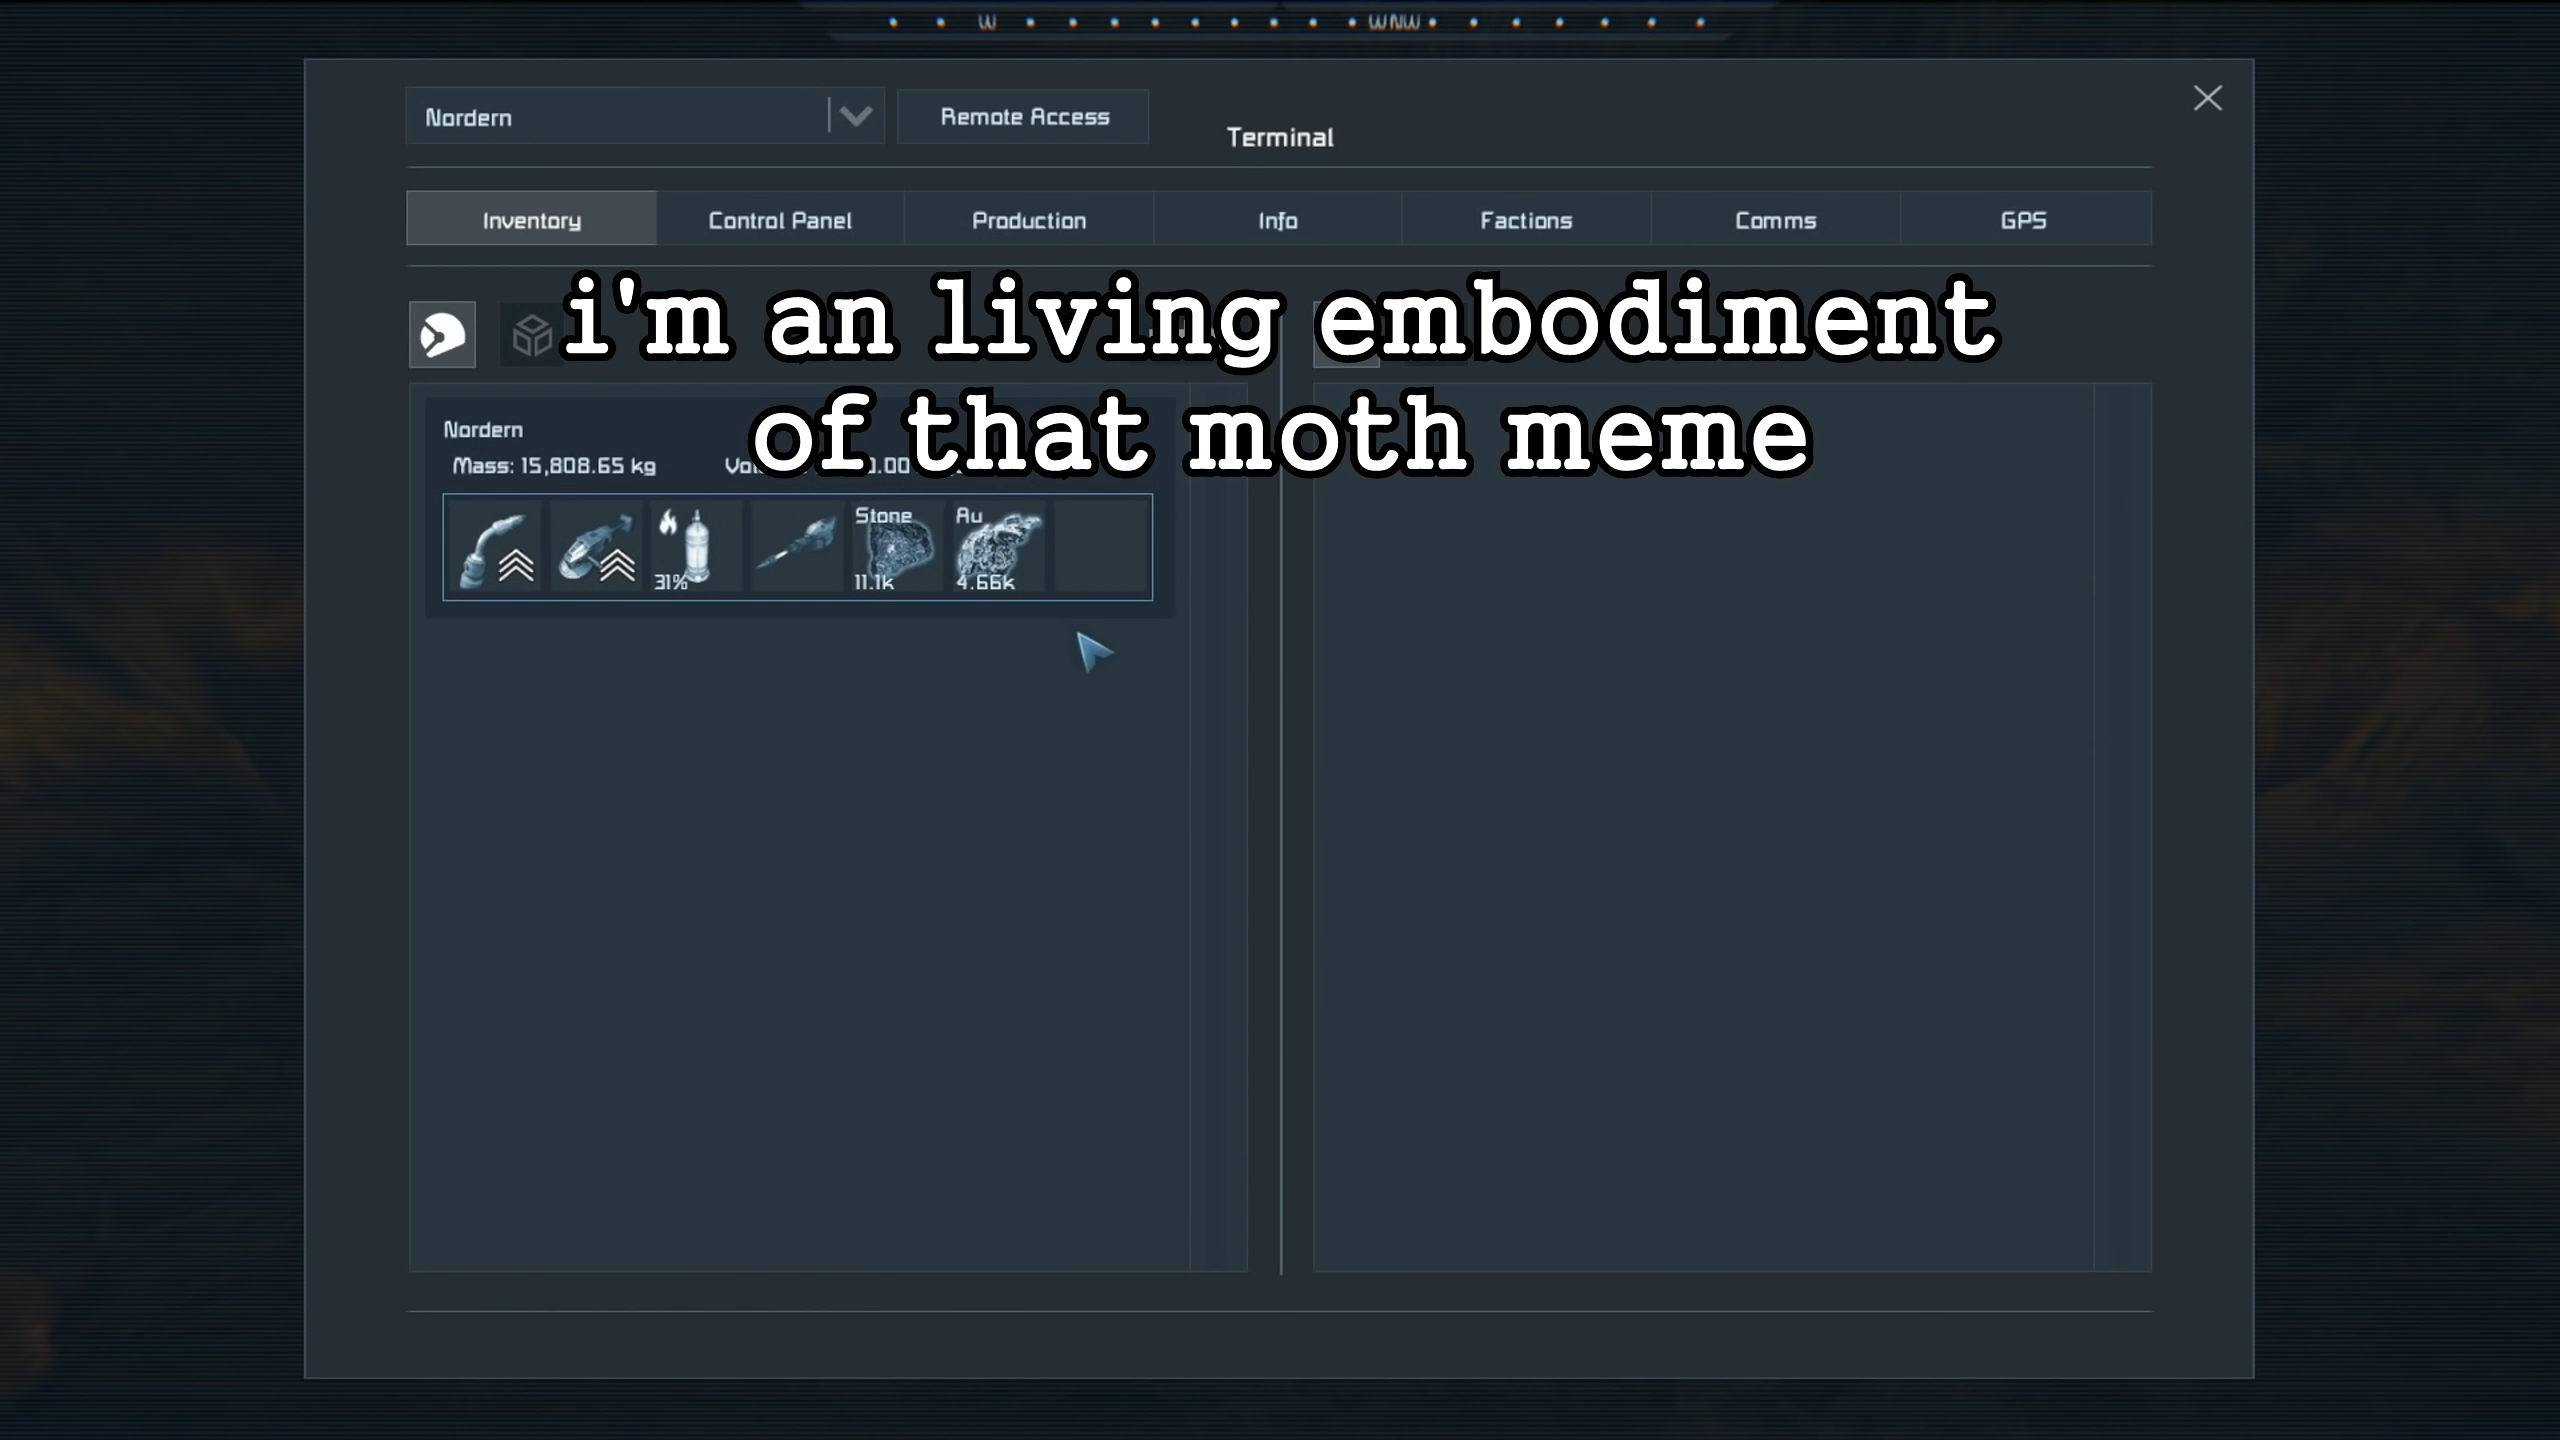 W WNW
Nordern
Remote Access
Terminal
Inventory Control Panel Production Info Factions Comms GPS
i'm an living embodiment
of that moth meme
Nordern
Mass: 15,808.65 kg
Stone Au
31% 11.1k 4.66k